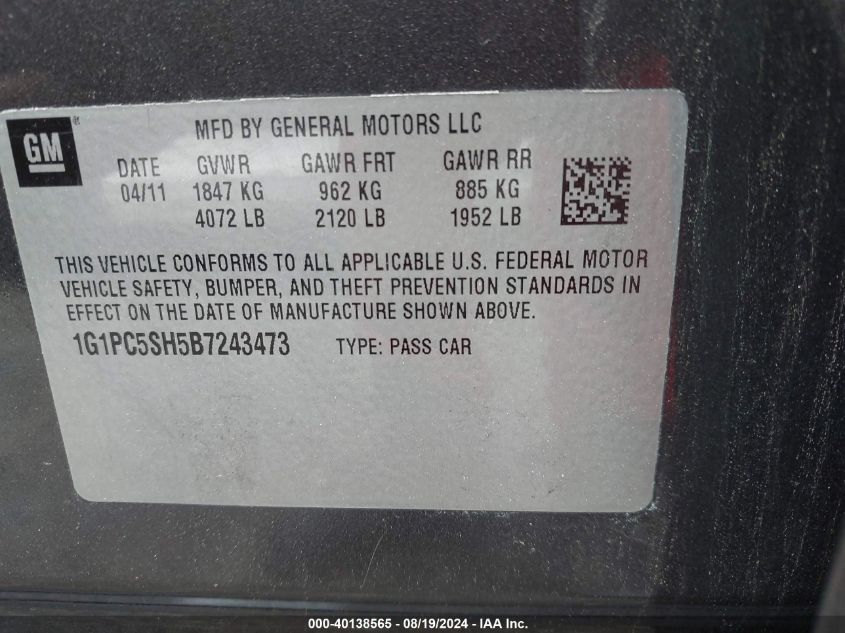 GM
MFD BY GENERAL MOTORS LLC
DATE GVWR GAWR FRT GAWR RR
04/11 1847 KG 962 KG 885 KG
4072 LB 2120 LB 1952 LB
THIS VEHICLE CONFORMS TO ALL APPLICABLE U.S. FEDERAL MOTOR
VEHICLE SAFETY, BUMPER, AND THEFT PREVENTION STANDARDS IN
EFFECT ON THE DATE OF MANUFACTURE SHOWN ABOVE.
1G1PC5SH5B7243473 TYPE: PASS CAR
000-40138565 - 08/19/2024 - IAA Inc.